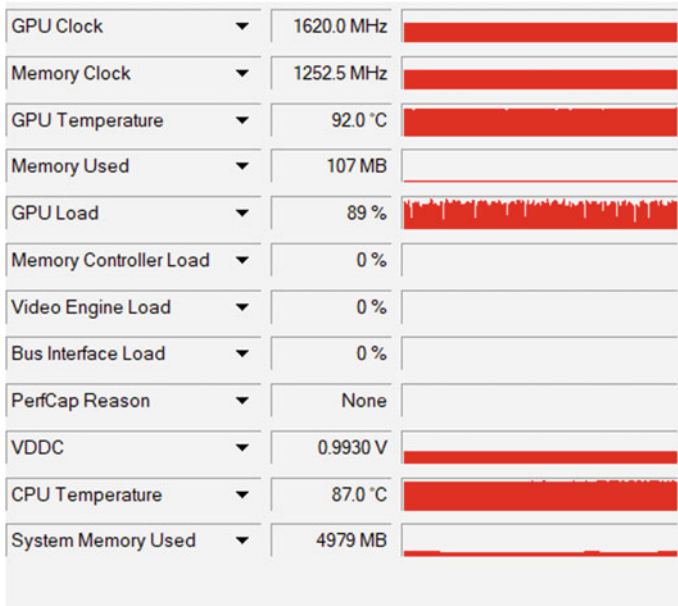 GPU Clock 1620.0 MHz
Memory Clock 1252.5 MHz
GPU Temperature 92.0 °C
Memory Used 107 MB
GPU Load 89 %
Memory Controller Load 0 %
Video Engine Load 0 %
Bus Interface Load 0 %
PerfCap Reason None
VDDC 0.9930 V
CPU Temperature 87.0 °C
System Memory Used 4979 MB